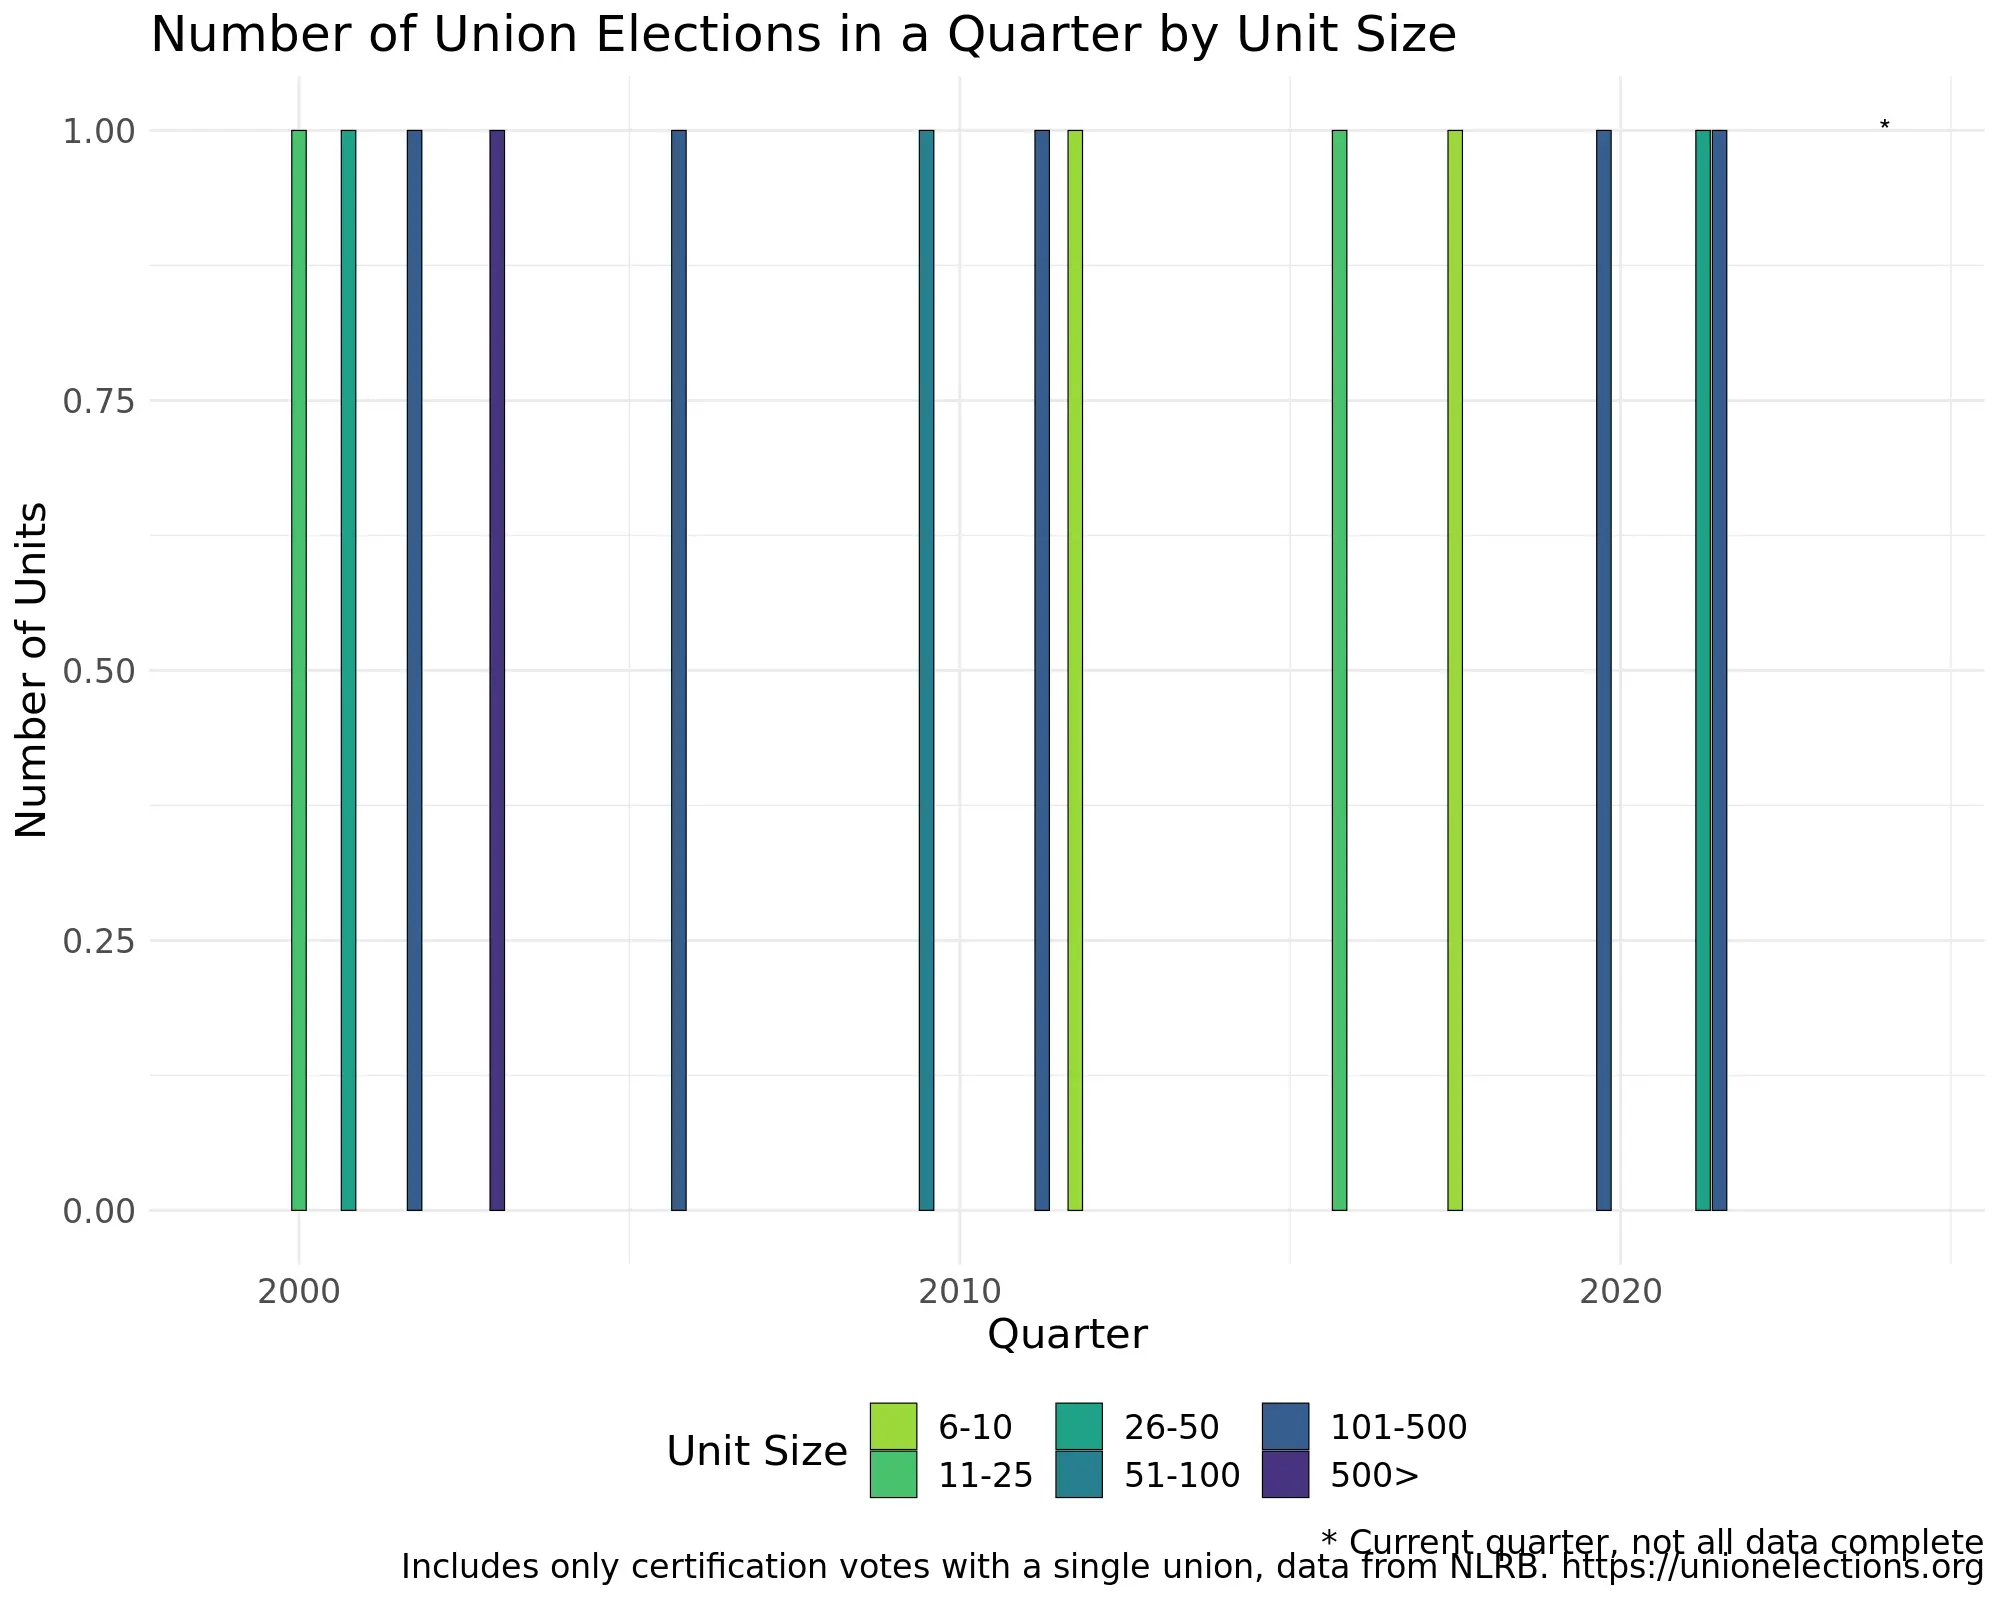 Number of Union Elections in a Quarter by Unit Size
1.00
*
0.75
0.50
0.25
0.00
Number of Units
2000
2010
2020
Quarter
Unit Size
6-10
26-50
101-500
11-25
51-100
500>
* Current quarter, not all data complete
Includes only certification votes with a single union, data from NLRB. https://unionelections.org